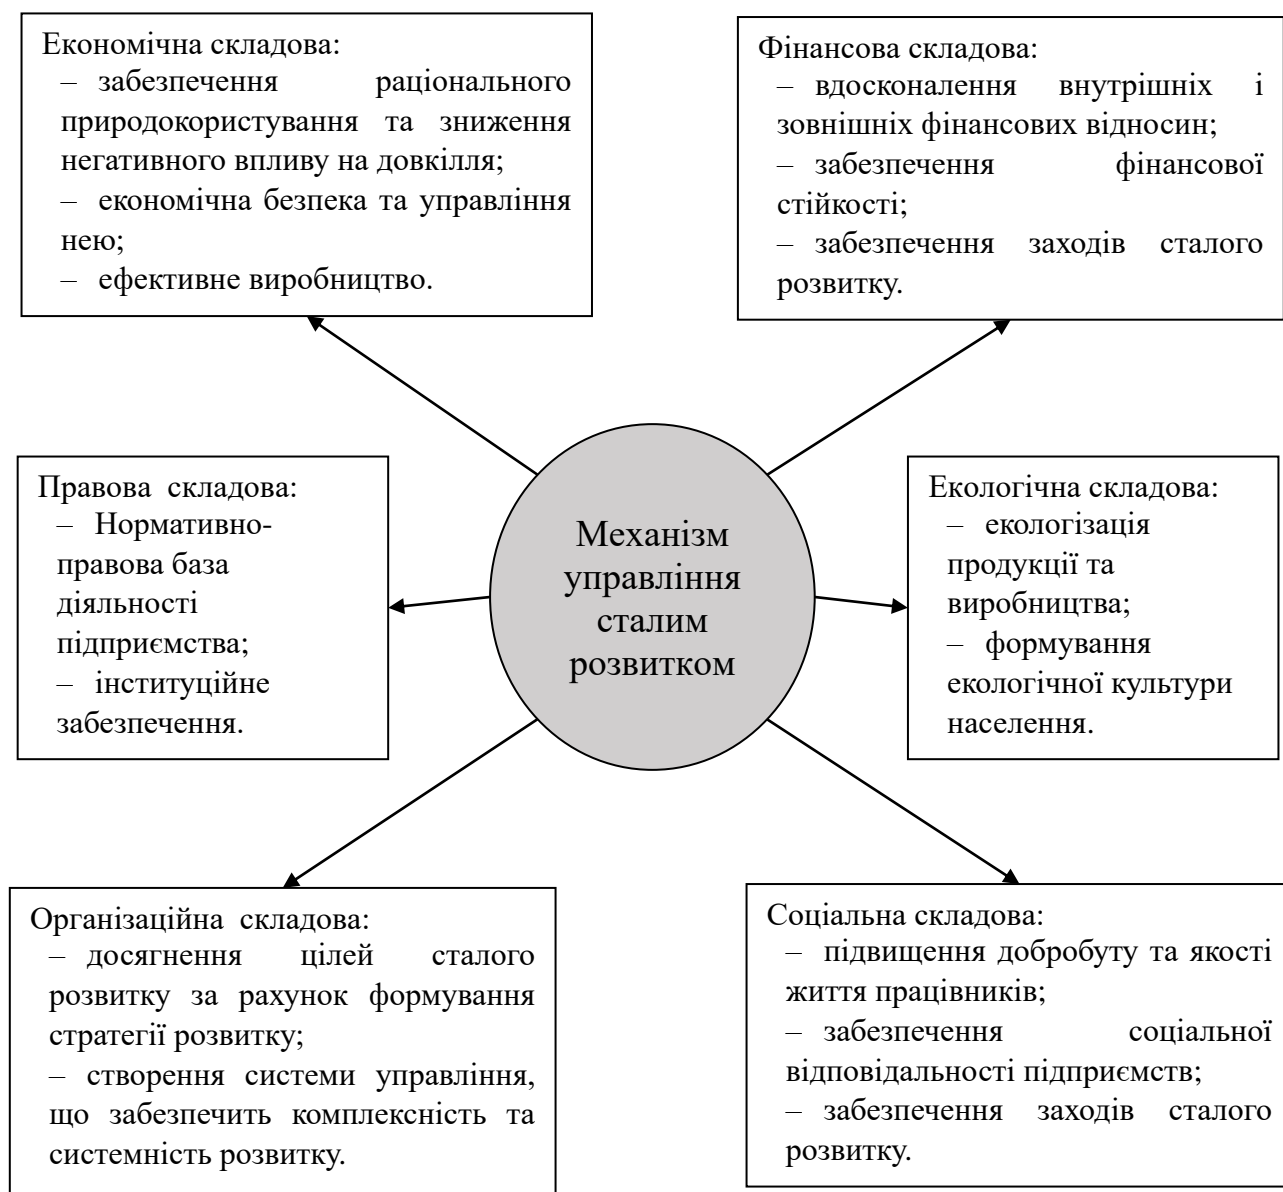 Економічна складова:
– забезпечення раціонального
природокористування та зниження
негативного впливу на довкілля;
– економічна безпека та управління
нею;
– ефективне виробництво.
Фінансова складова:
– вдосконалення внутрішніх і
зовнішніх фінансових відносин;
– забезпечення фінансової
стійкості;
– забезпечення заходів сталого
розвитку.
Правова складова:
– Нормативно-
правова база
діяльності
підприємства;
– інституційне
забезпечення.
Механізм
управління
сталим
розвитком
Екологічна складова:
– екологізація
продукції та
виробництва;
– формування
екологічної культури
населення.
Організаційна складова:
– досягнення цілей сталого
розвитку за рахунок формування
стратегії розвитку;
– створення системи управління,
що забезпечить комплексність та
системність розвитку.
Соціальна складова:
– підвищення добробуту та якості
життя працівників;
– забезпечення соціальної
відповідальності підприємств;
– забезпечення заходів сталого
розвитку.